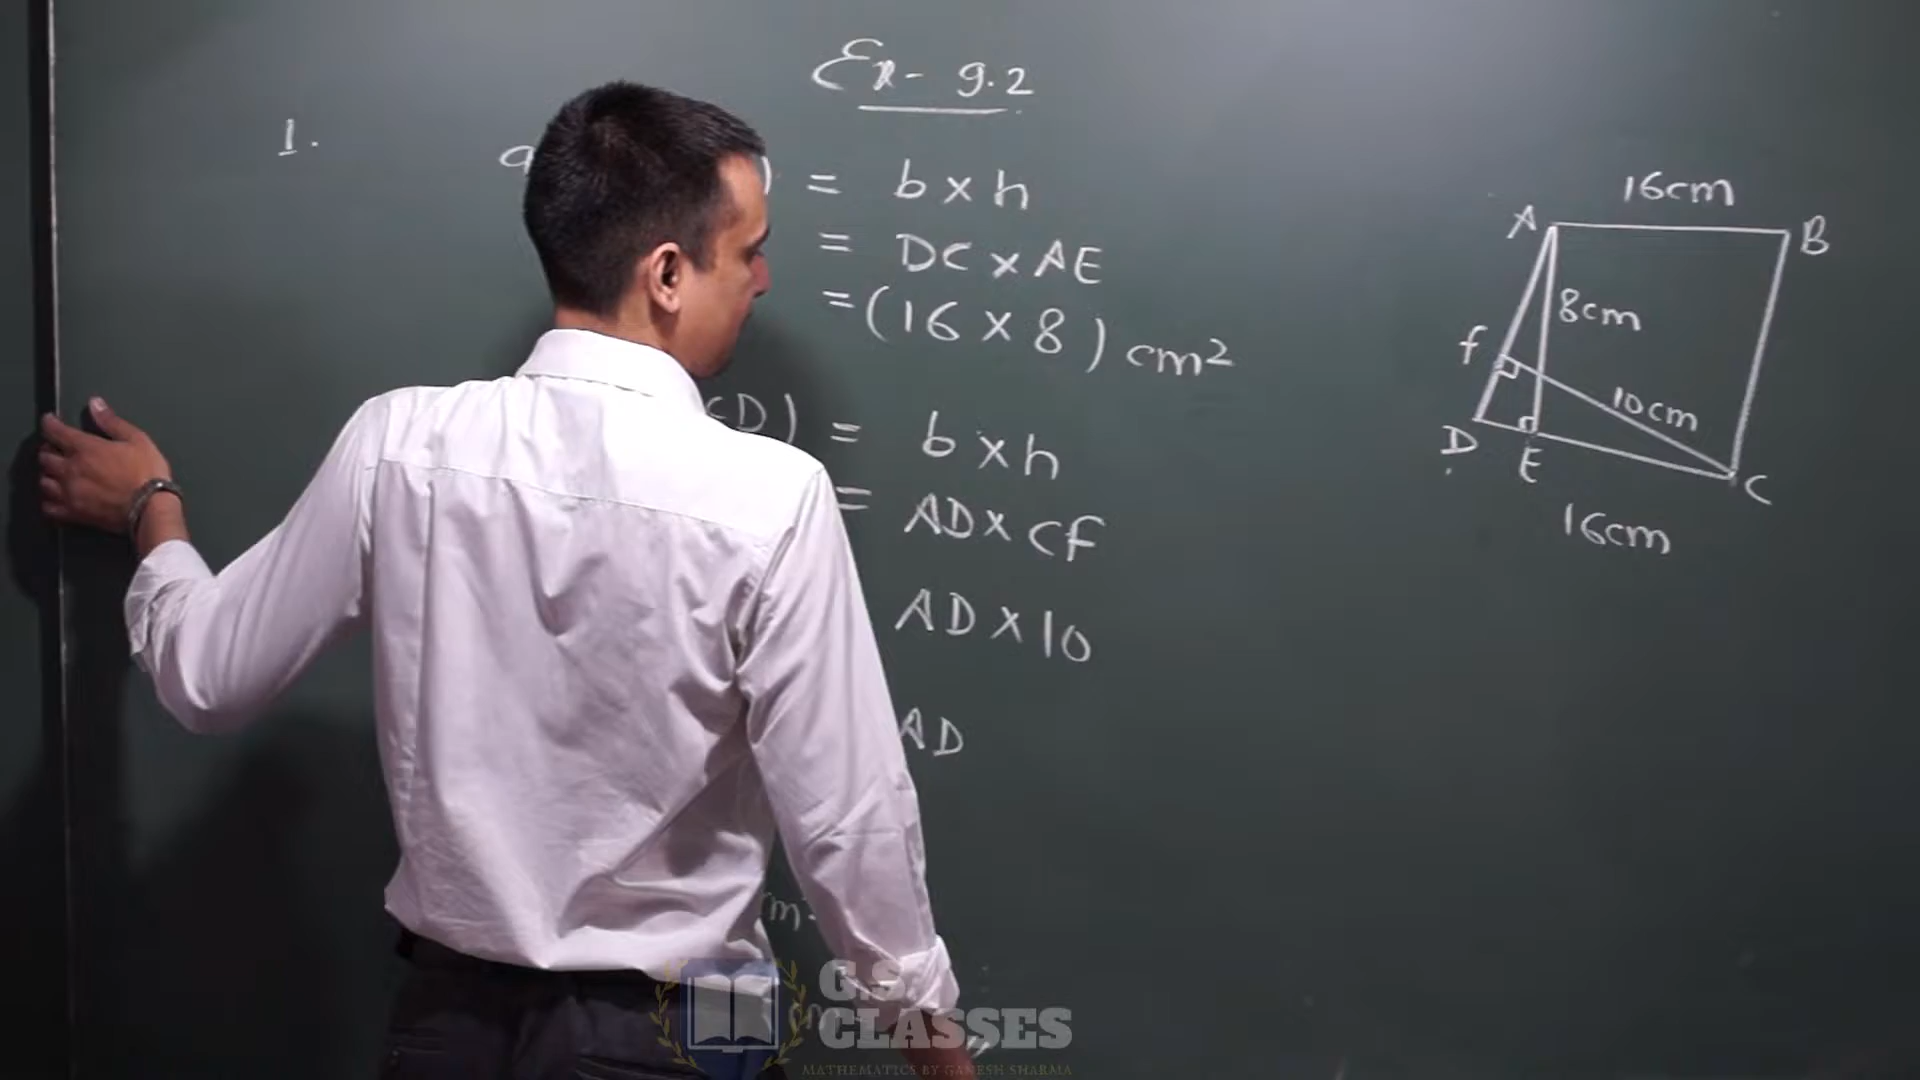 Ex- 9.2
1.
= b x h
= DC x AE
= (16 x 8) cm²
CD) = b x h
= AD x CF
AD x 10
AD
16cm
A
B
8cm
f
10cm
D
E
C
16cm
G.S.
CLASSES
MATHEMATICS BY GANESH SHARMA